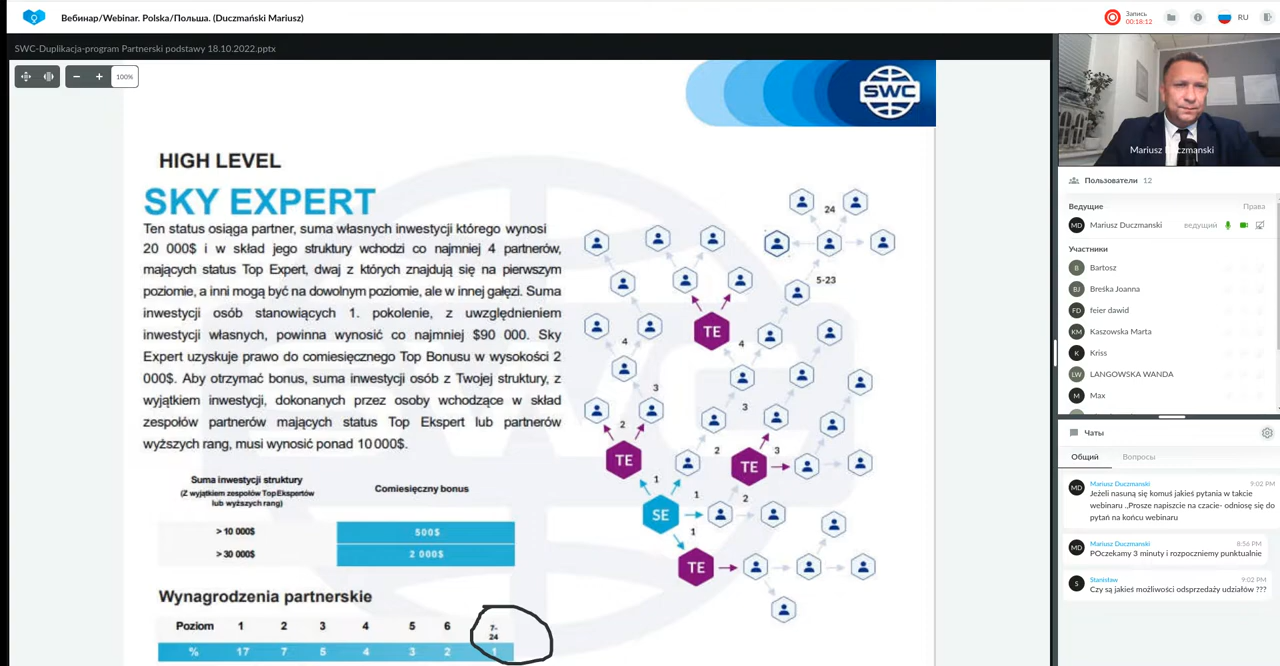 Вебинар/Webinar. Polska/Польша. (Duczmański Mariusz)
Запись
00:18:12
RU
SWC-Duplikacja-program Partnerski podstawy 18.10.2022.pptx
100%
SWC
HIGH LEVEL
SKY EXPERT
Ten status osiąga partner, suma własnych inwestycji którego wynosi
20 000$ i w skład jego struktury wchodzi co najmniej 4 partnerów,
mających status Top Expert, dwaj z których znajdują się na pierwszym
poziomie, a inni mogą być na dowolnym poziomie, ale w innej gałęzi. Suma
inwestycji osób stanowiących 1. pokolenie, z uwzględnieniem
inwestycji własnych, powinna wynosić co najmniej $90 000. Sky
Expert uzyskuje prawo do comiesięcznego Top Bonusu w wysokości 2
000$. Aby otrzymać bonus, suma inwestycji osób z Twojej struktury, z
wyjątkiem inwestycji, dokonanych przez osoby wchodzące w skład
zespołów partnerów mających status Top Ekspert lub partnerów
wyższych rang, musi wynosić ponad 10 000$.
Suma inwestycji struktury
(Z wyjątkiem zespołów TopEkspertów
lub wyższych rang)
Comiesięczny bonus
> 10 000$ 500$
> 30 000$ 2 000$
Wynagrodzenia partnerskie
Poziom 1 2 3 4 5 6 7-24
% 17 7 5 4 3 2 1
24
5-23
TE
4
4
3
3
2
TE
2
TE
3
1
1
2
SE
1
TE
Mariusz Duczmanski
Пользователи 12
Ведущие Права
MD Mariusz Duczmanski ведущий
Участники
B Bartosz
BJ Breśka Joanna
FD feier dawid
KM Kaszowska Marta
K Kriss
LW LANGOWSKA WANDA
M Max
Чаты
Общий Вопросы
MD Mariusz Duczmanski 9:02 PM
Jeżeli nasuną się komuś jakieś pytania w takcie
webinaru ,,Prosze napiszcie na czacie- odniosę się do
pytań na końcu webinaru
MD Mariusz Duczmanski 8:56 PM
POczekamy 3 minuty i rozpoczniemy punktualnie
S Stanisław 9:02 PM
Czy są jakieś możliwości odsprzedaży udziałów ???